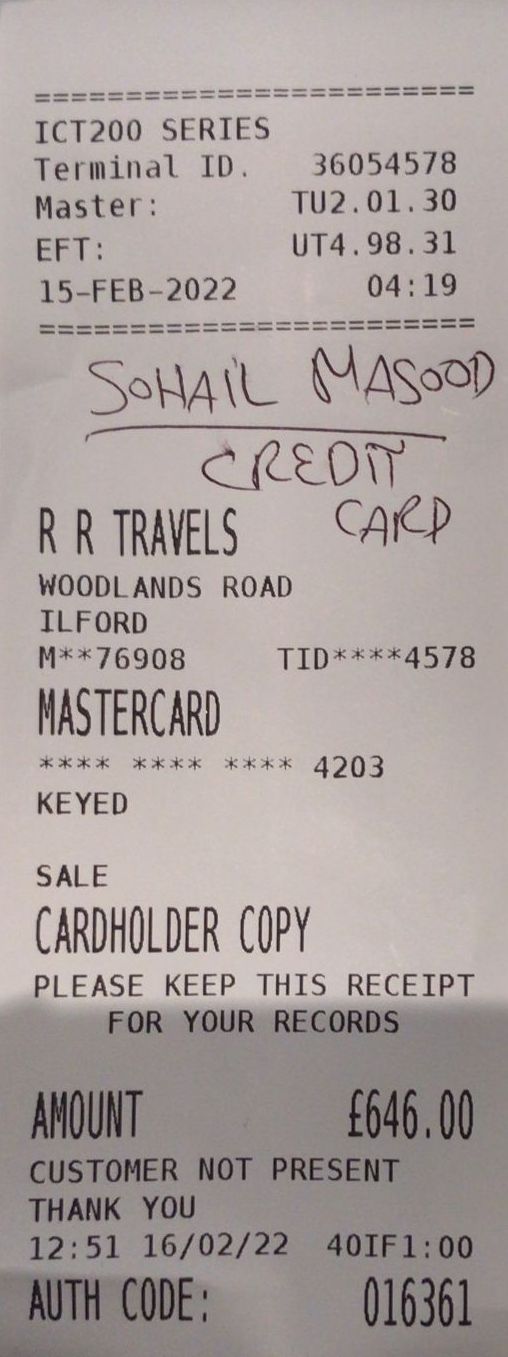 ========================
ICT200 SERIES
Terminal ID. 36054578
Master: TU2.01.30
EFT: UT4.98.31
15-FEB-2022 04:19
========================
SOHAIL MASOOD
CREDIT
CARD
R R TRAVELS
WOODLANDS ROAD
ILFORD
M**76908 TID****4578
MASTERCARD
**** **** **** 4203
KEYED
SALE
CARDHOLDER COPY
PLEASE KEEP THIS RECEIPT
FOR YOUR RECORDS
AMOUNT £646.00
CUSTOMER NOT PRESENT
THANK YOU
12:51 16/02/22 40IF1:00
AUTH CODE: 016361